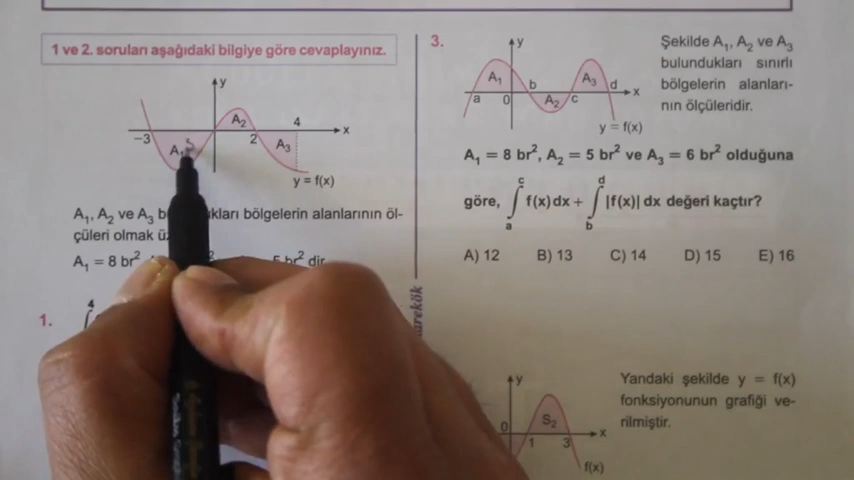 1 ve 2. soruları aşağıdaki bilgiye göre cevaplayınız.
y
A₂
4
x
−3
2
A₃
A₁
y = f(x)
A₁, A₂ ve A₃ kları bölgelerin alanlarının öl-
çüleri olmak
A₁ = 8 br² 5 br² dir.
1.
4
∫
3.
y
A₁
b
A₃
d
x
a
0
A₂
c
y = f(x)
Şekilde A₁, A₂ ve A₃
bulundukları sınırlı
bölgelerin alanları-
nın ölçüleridir.
A₁ = 8 br², A₂ = 5 br² ve A₃ = 6 br² olduğuna
c d
göre, ∫ f(x) dx + ∫ |f(x)| dx değeri kaçtır?
a b
A) 12 B) 13 C) 14 D) 15 E) 16
y
S₂
0
1
3
x
f(x)
Yandaki şekilde y = f(x)
fonksiyonunun grafiği ve-
rilmiştir.